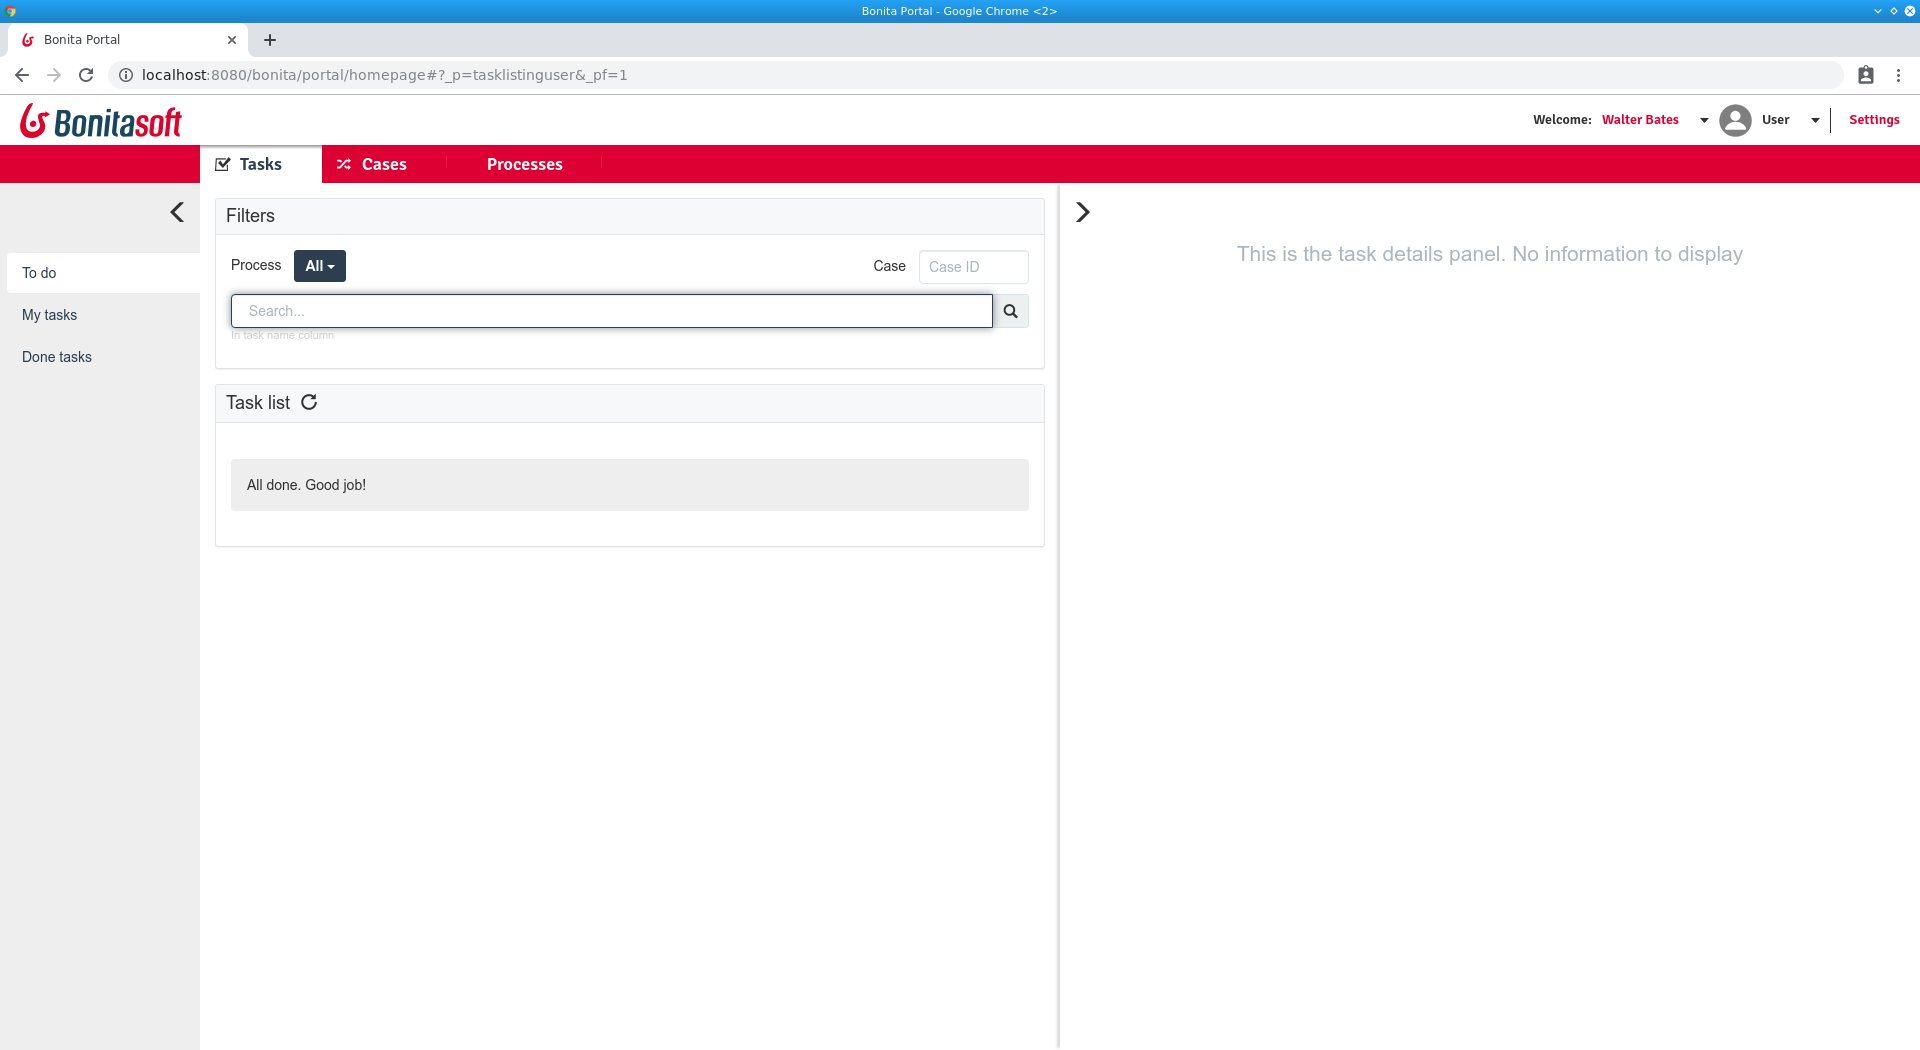 Bonita Portal - Google Chrome <2>
Bonita Portal
localhost:8080/bonita/portal/homepage#?_p=tasklistinguser&_pf=1
Bonitasoft
Welcome: Walter Bates User Settings
Tasks Cases Processes
To do
My tasks
Done tasks
Filters
Process All Case Case ID
Search...
In task name column
Task list
All done. Good job!
This is the task details panel. No information to display